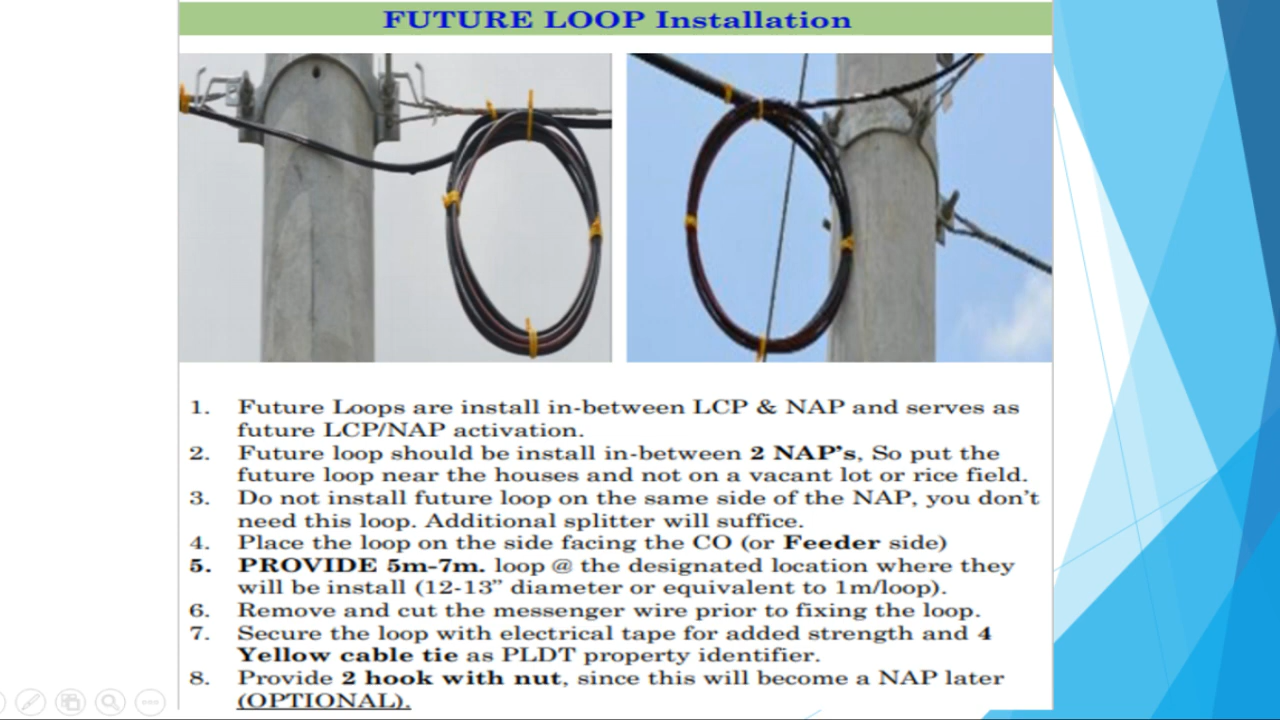 FUTURE LOOP Installation
1. Future Loops are install in-between LCP & NAP and serves as
future LCP/NAP activation.
2. Future loop should be install in-between 2 NAP's, So put the
future loop near the houses and not on a vacant lot or rice field.
3. Do not install future loop on the same side of the NAP, you don't
need this loop. Additional splitter will suffice.
4. Place the loop on the side facing the CO (or Feeder side)
5. PROVIDE 5m-7m. loop @ the designated location where they
will be install (12-13" diameter or equivalent to 1m/loop).
6. Remove and cut the messenger wire prior to fixing the loop.
7. Secure the loop with electrical tape for added strength and 4
Yellow cable tie as PLDT property identifier.
8. Provide 2 hook with nut, since this will become a NAP later
(OPTIONAL).